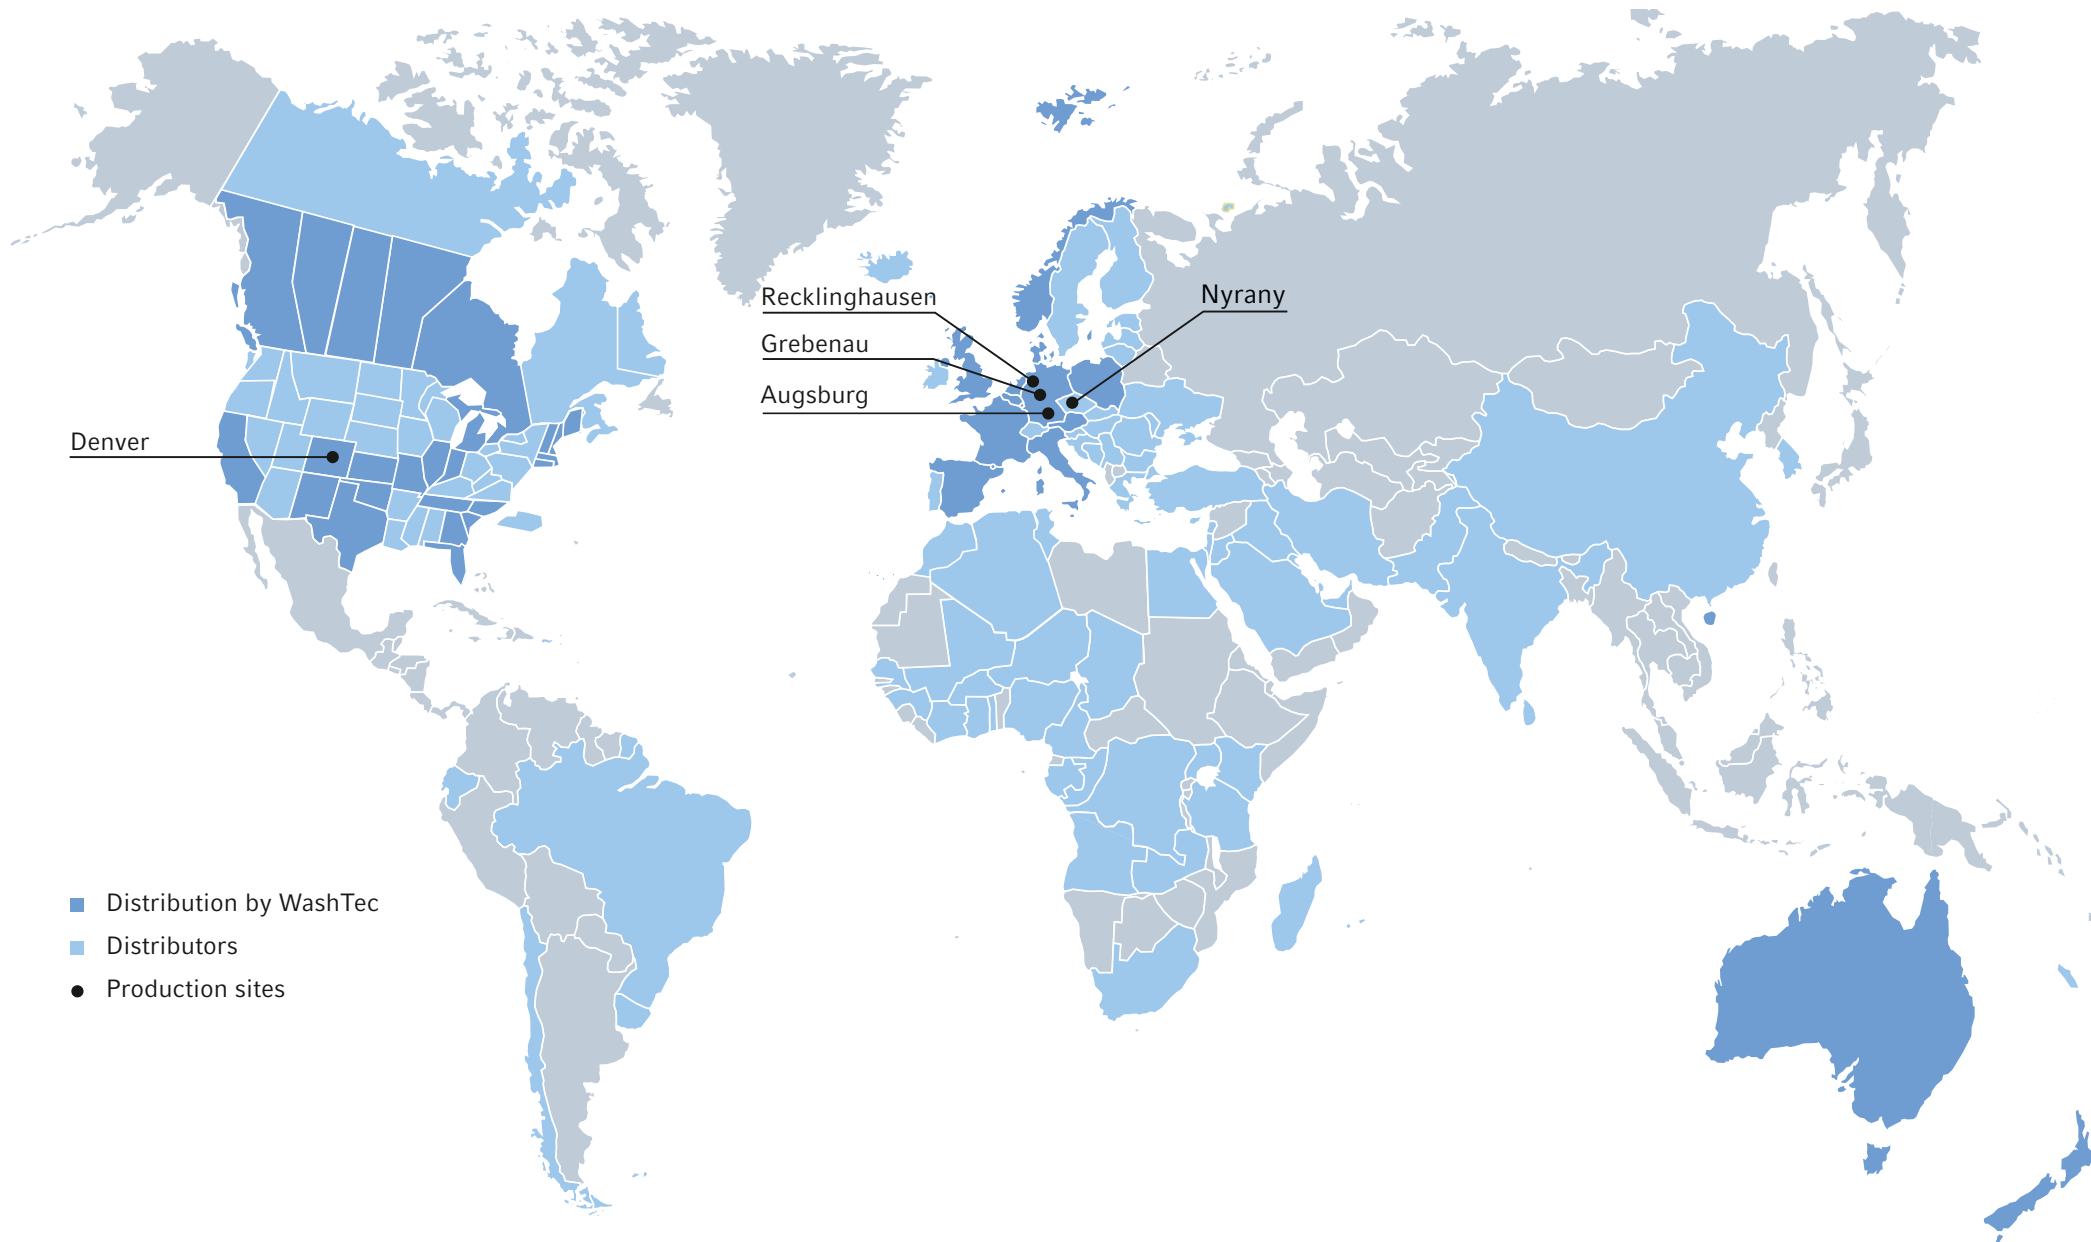 Recklinghausen
Nyrany
Grebenau
Augsburg
Denver
Distribution by WashTec
Distributors
Production sites